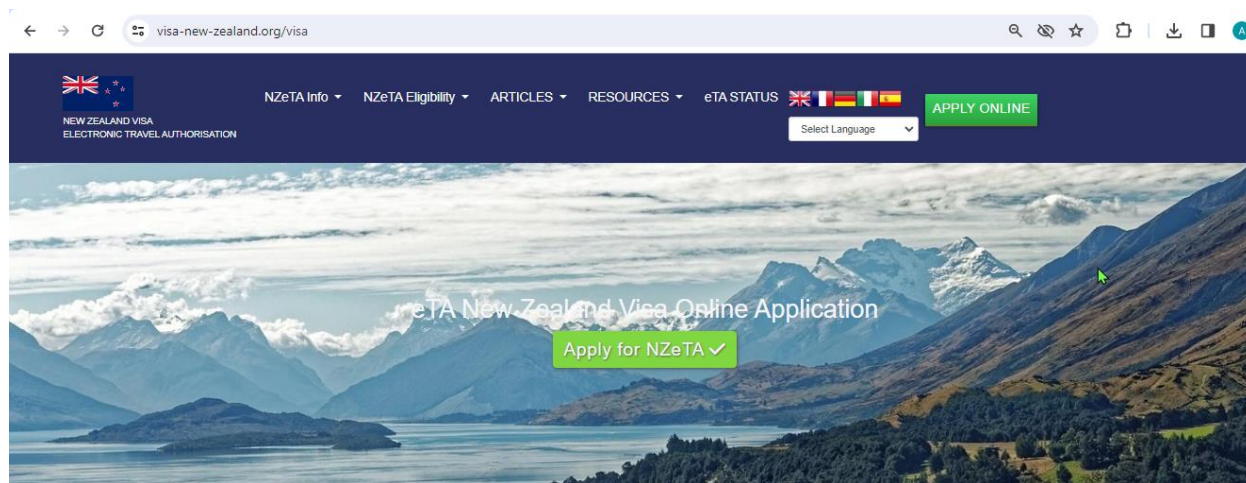 visa-new-zealand.org/visa
A
NEW ZEALAND VISA
ELECTRONIC TRAVEL AUTHORISATION
NZeTA Info
NZeTA Eligibility
ARTICLES
RESOURCES
eTA STATUS
Select Language
APPLY ONLINE
eTA New Zealand Visa Online Application
Apply for NZeTA